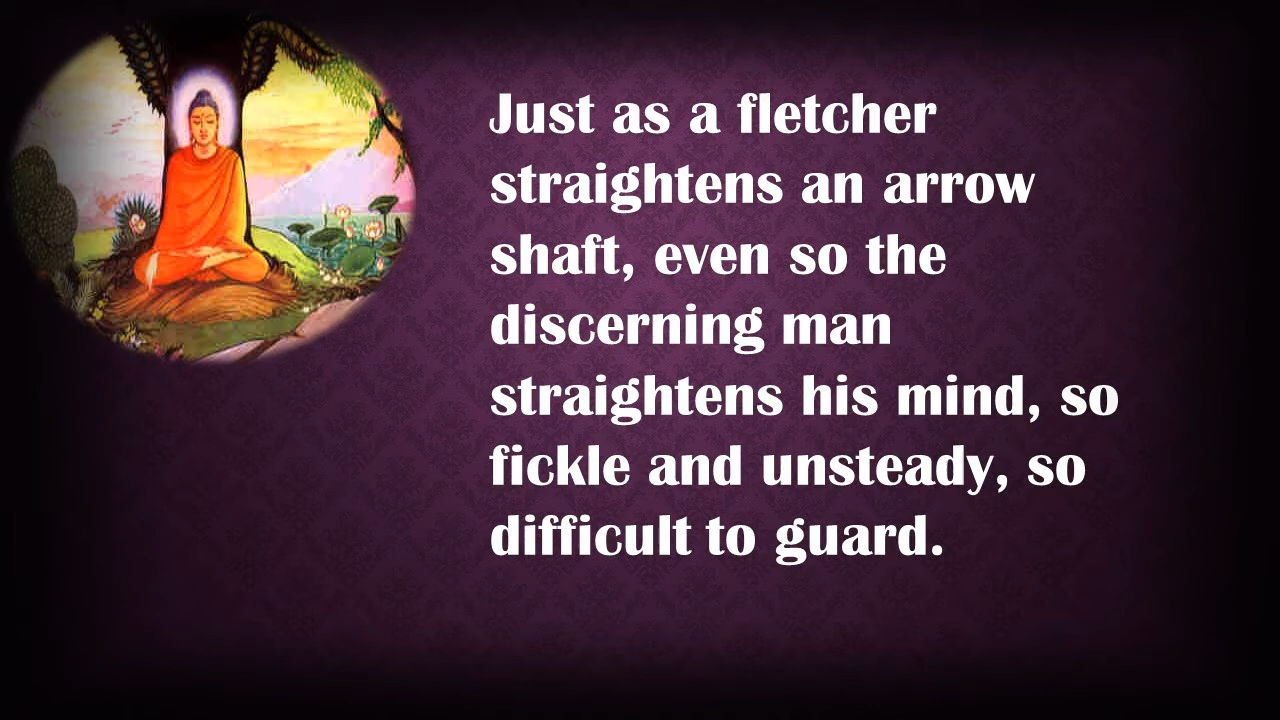 Just as a fletcher
straightens an arrow
shaft, even so the
discerning man
straightens his mind, so
fickle and unsteady, so
difficult to guard.